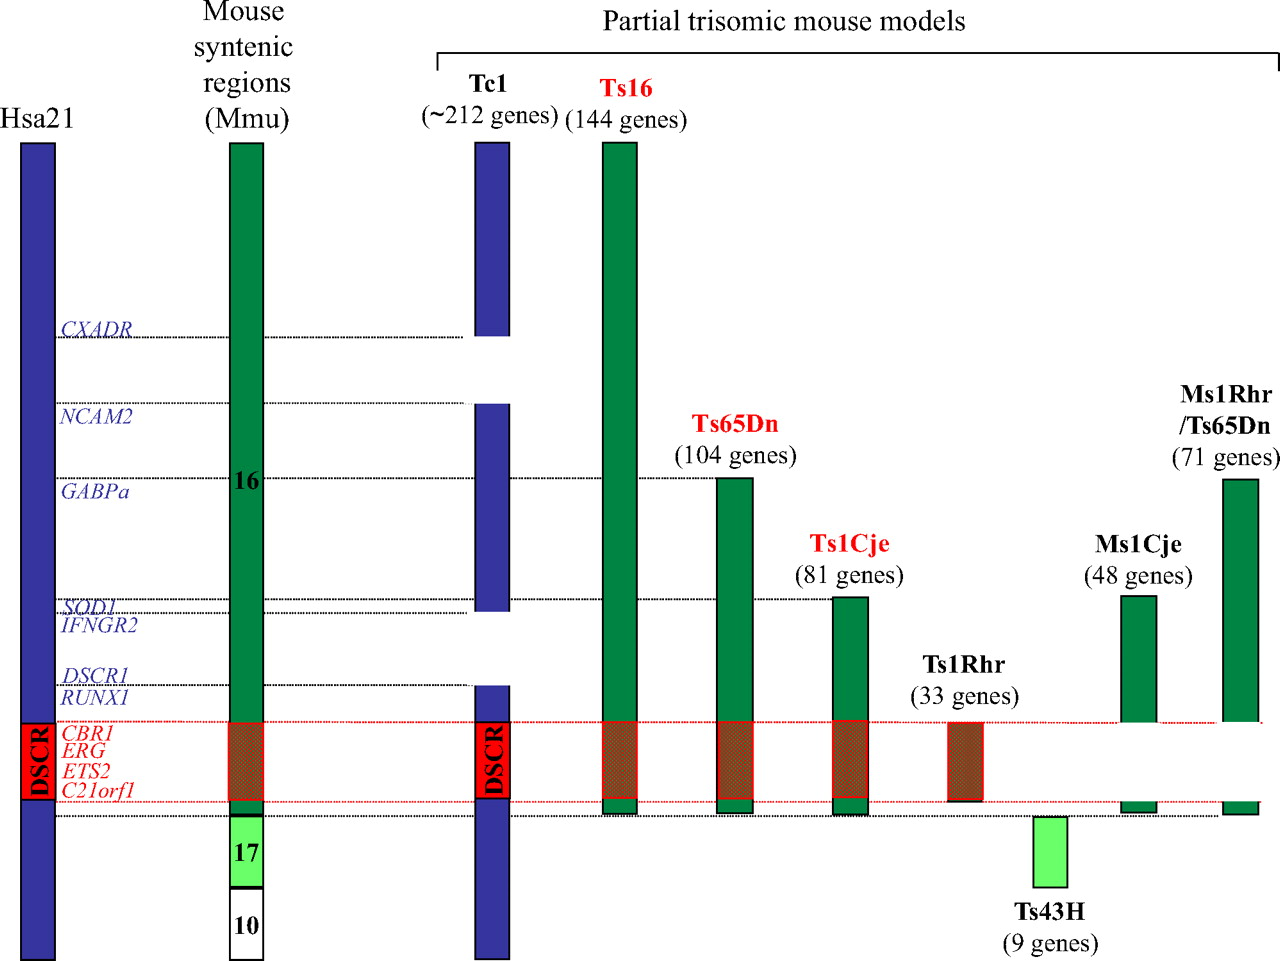 Mouse
syntenic
regions
(Mmu)
Partial trisomic mouse models
Hsa21
Tc1
(~212 genes)
Ts16
(144 genes)
CXADR
NCAM2
GABPa
SOD1
IFNGR2
DSCR1
RUNX1
CBR1
ERG
ETS2
C21orf1
DSCR
16
17
10
DSCR
Ts65Dn
(104 genes)
Ts1Cje
(81 genes)
Ts1Rhr
(33 genes)
Ts43H
(9 genes)
Ms1Cje
(48 genes)
Ms1Rhr
/Ts65Dn
(71 genes)